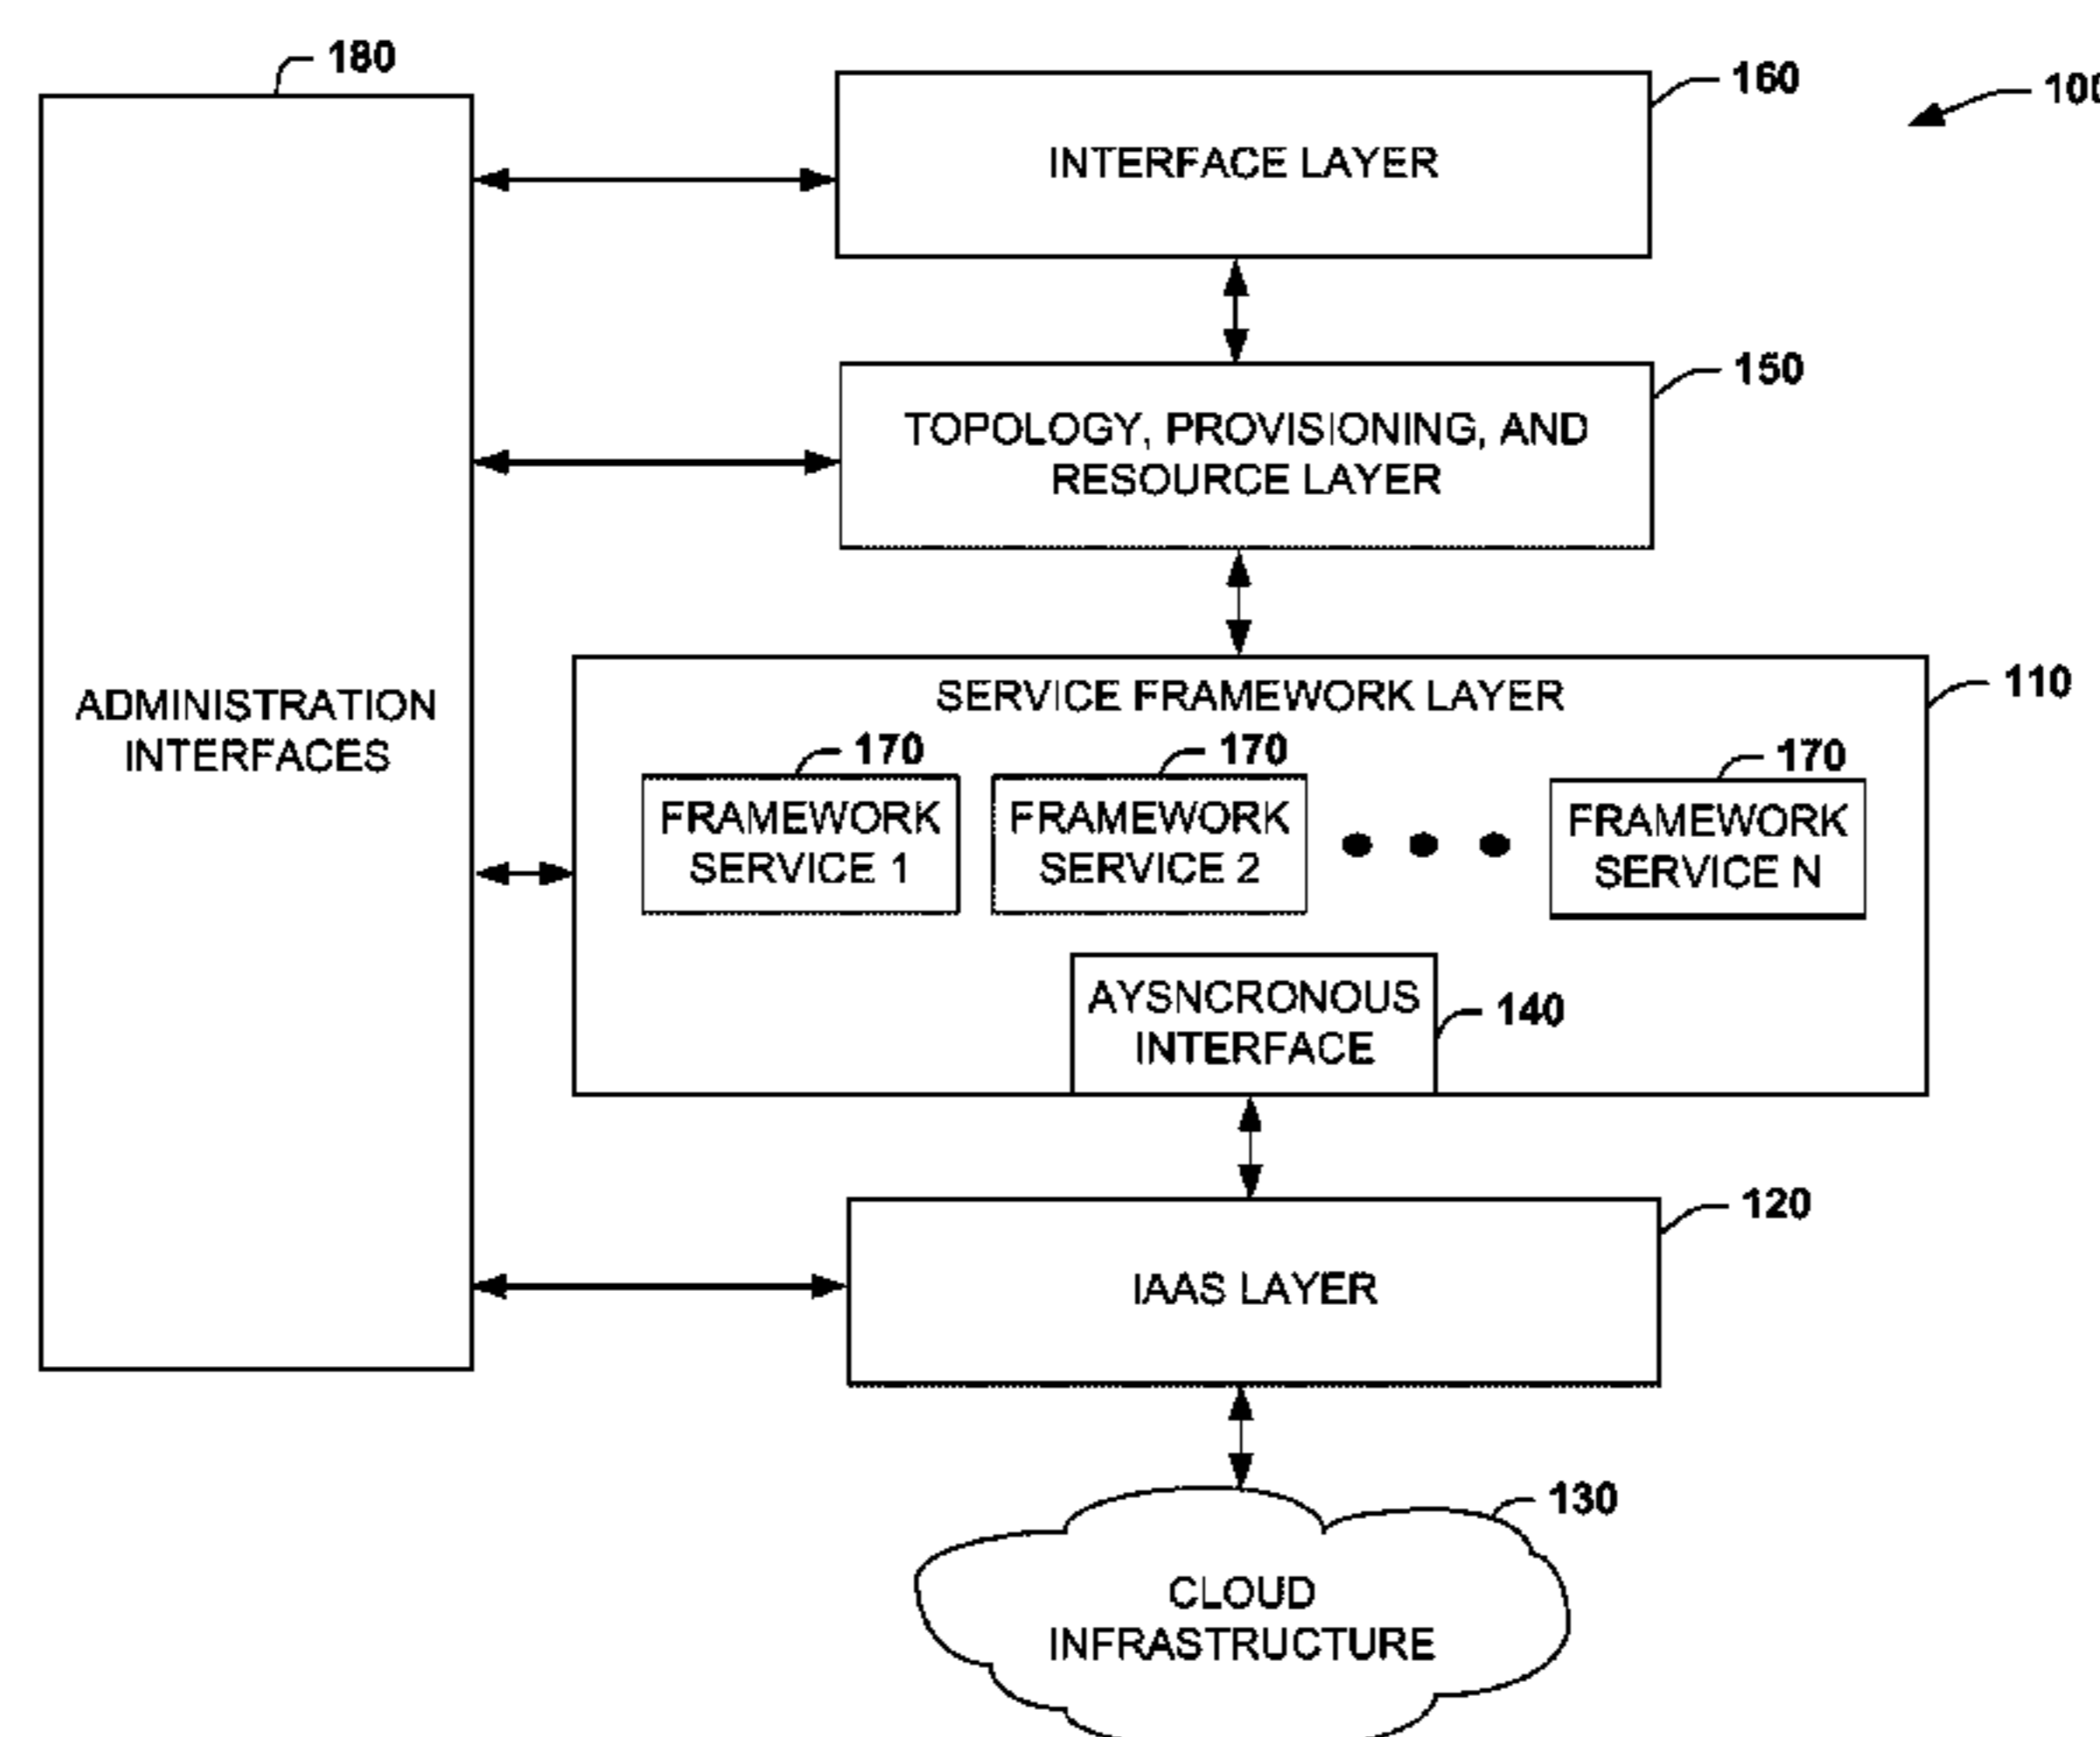 180
160
100
INTERFACE LAYER
150
TOPOLOGY, PROVISIONING, AND
RESOURCE LAYER
ADMINISTRATION
INTERFACES
110
SERVICE FRAMEWORK LAYER
170
170
170
FRAMEWORK
SERVICE 1
FRAMEWORK
SERVICE 2
FRAMEWORK
SERVICE N
AYSNCRONOUS
INTERFACE
140
120
IAAS LAYER
130
CLOUD
INFRASTRUCTURE